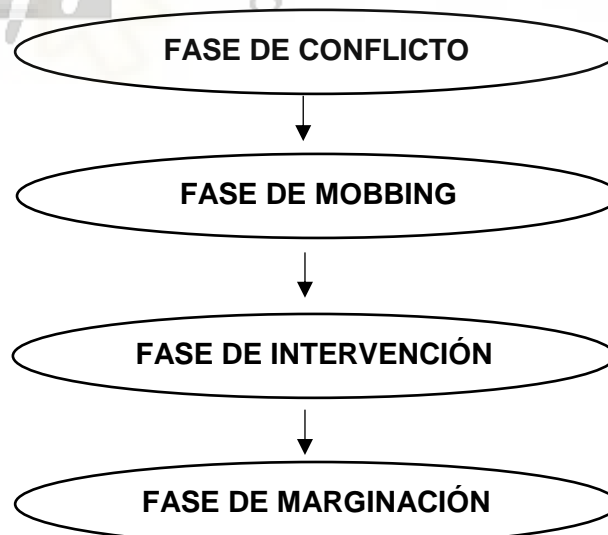 FASE DE CONFLICTO
FASE DE MOBBING
FASE DE INTERVENCIÓN
FASE DE MARGINACIÓN